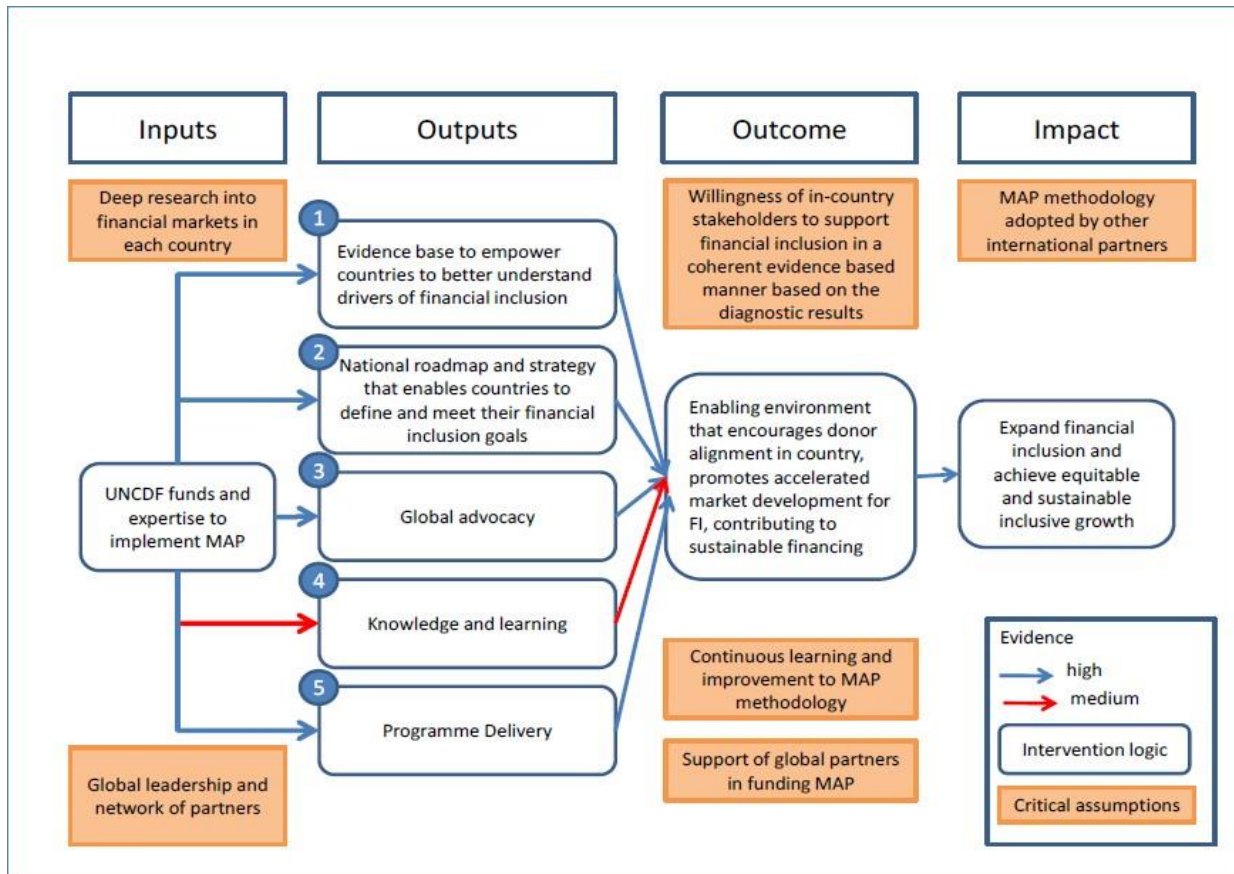 Inputs
Outputs
Outcome
Impact
Deep research into
financial markets in
each country
Willingness of in-country
stakeholders to support
financial inclusion in a
coherent evidence based
manner based on the
diagnostic results
MAP methodology
adopted by other
international partners
1
Evidence base to empower
countries to better understand
drivers of financial inclusion
2
National roadmap and strategy
that enables countries to
define and meet their financial
inclusion goals
UNCDF funds and
expertise to
implement MAP
3
Global advocacy
4
Knowledge and learning
5
Programme Delivery
Enabling environment
that encourages donor
alignment in country,
promotes accelerated
market development for
FI, contributing to
sustainable financing
Expand financial
inclusion and
achieve equitable
and sustainable
inclusive growth
Global leadership and
network of partners
Continuous learning and
improvement to MAP
methodology
Support of global partners
in funding MAP
Evidence
high
medium
Intervention logic
Critical assumptions